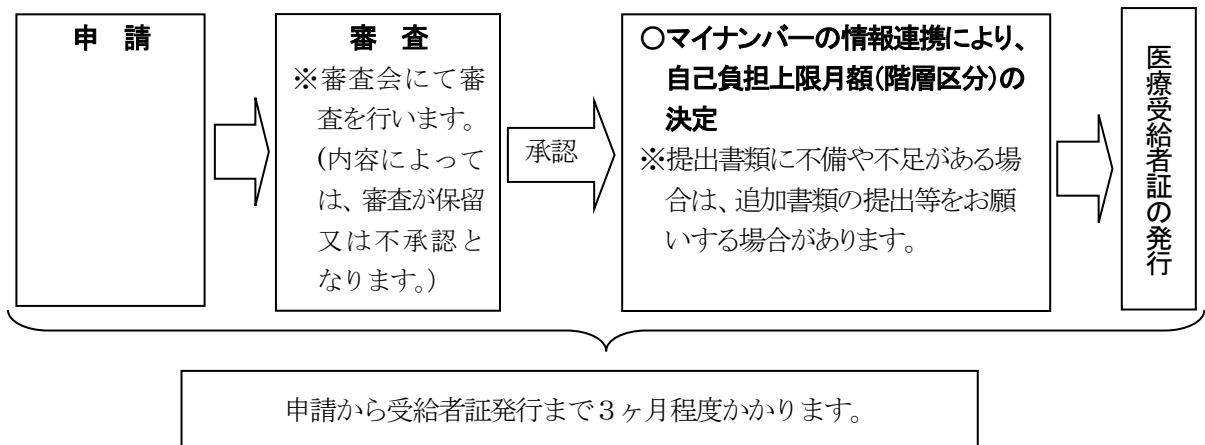 申 請
審 査
※審査会にて審
査を行います。
(内容によって
は、審査が保留
又は不承認と
なります。)
承認
○マイナンバーの情報連携により、
自己負担上限月額(階層区分)の
決定
※提出書類に不備や不足がある場
合は、追加書類の提出等をお願
いする場合があります。
医療受給者証の発行
申請から受給者証発行まで３ヶ月程度かかります。